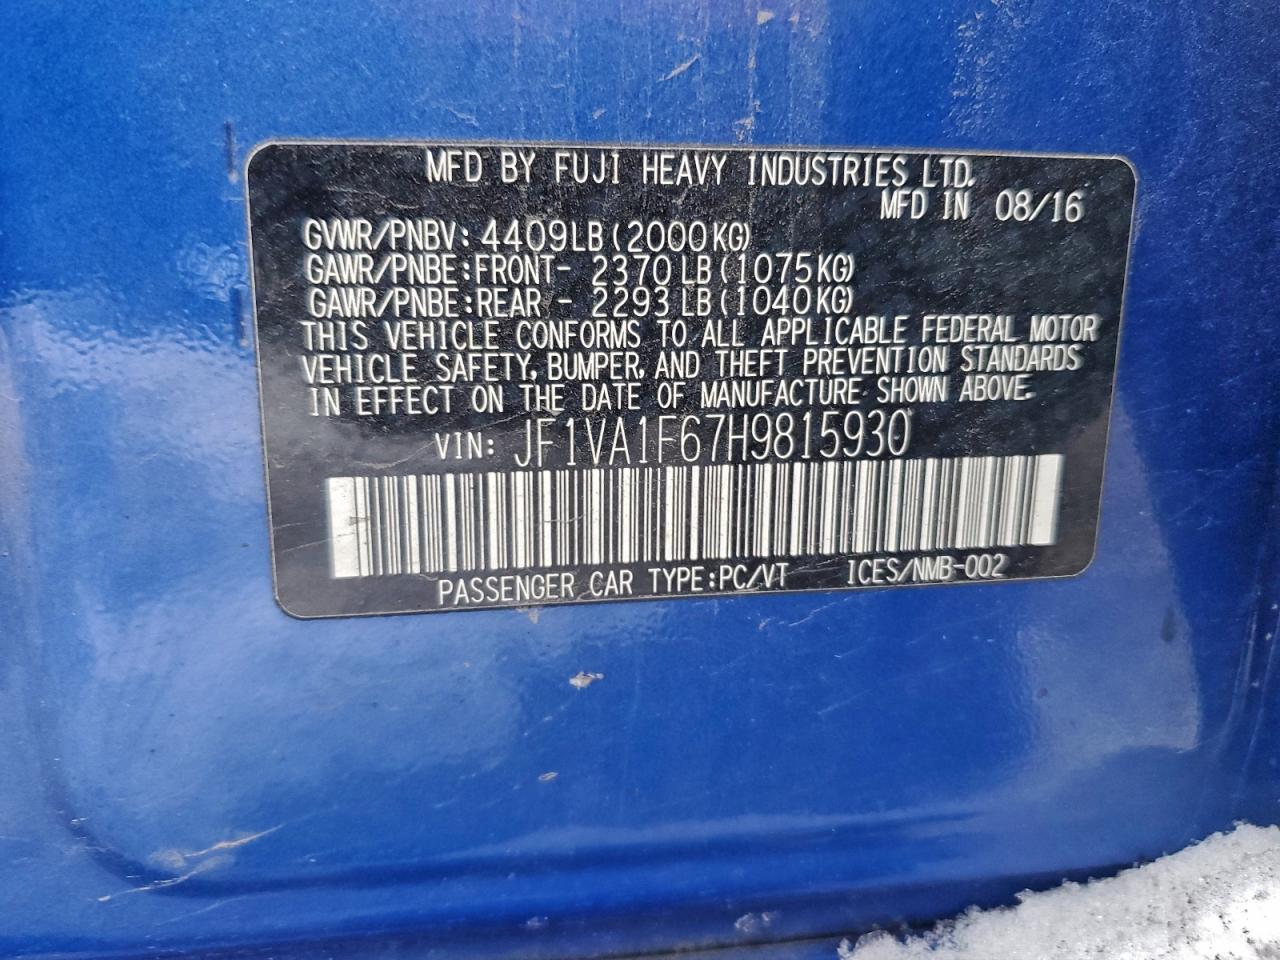 MFD BY FUJI HEAVY INDUSTRIES LTD.
MFD IN 08/16
GVWR/PNBV: 4409LB (2000KG)
GAWR/PNBE:FRONT- 2370 LB (1075KG)
GAWR/PNBE:REAR - 2293 LB (1040KG)
THIS VEHICLE CONFORMS TO ALL APPLICABLE FEDERAL MOTOR
VEHICLE SAFETY, BUMPER, AND THEFT PREVENTION STANDARDS
IN EFFECT ON THE DATE OF MANUFACTURE SHOWN ABOVE.
VIN: JF1VA1F67H9815930
PASSENGER CAR TYPE:PC/VT ICES/NMB-002